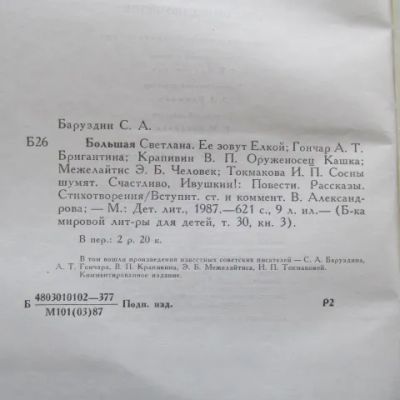 Баруздин С. А.
Б26 Большая Светлана. Ее зовут Елкой; Гончар А. Т.
Бригантина; Крапивин В. П. Оруженосец Кашка;
Межелайтис Э. Б. Человек; Токмакова И. П. Сосны
шумят. Счастливо, Ивушкин!: Повести. Рассказы.
Стихотворения/Вступит. ст. и коммент. В. Александ-
рова; — М.: Дет. лит., 1987.—621 с., 9 л. ил.— (Б-ка
мировой лит-ры для детей, т. 30, кн. 3).
В пер.: 2 р. 20 к.
В том вошли произведения известных советских писателей — С. А. Баруздина,
А. Т. Гончара, В. П. Крапивина, Э. Б. Межелайтиса, И. П. Токмаковой.
Комментированное издание.
Б 4803010102—377 Подп. изд. Р2
М101(03)87